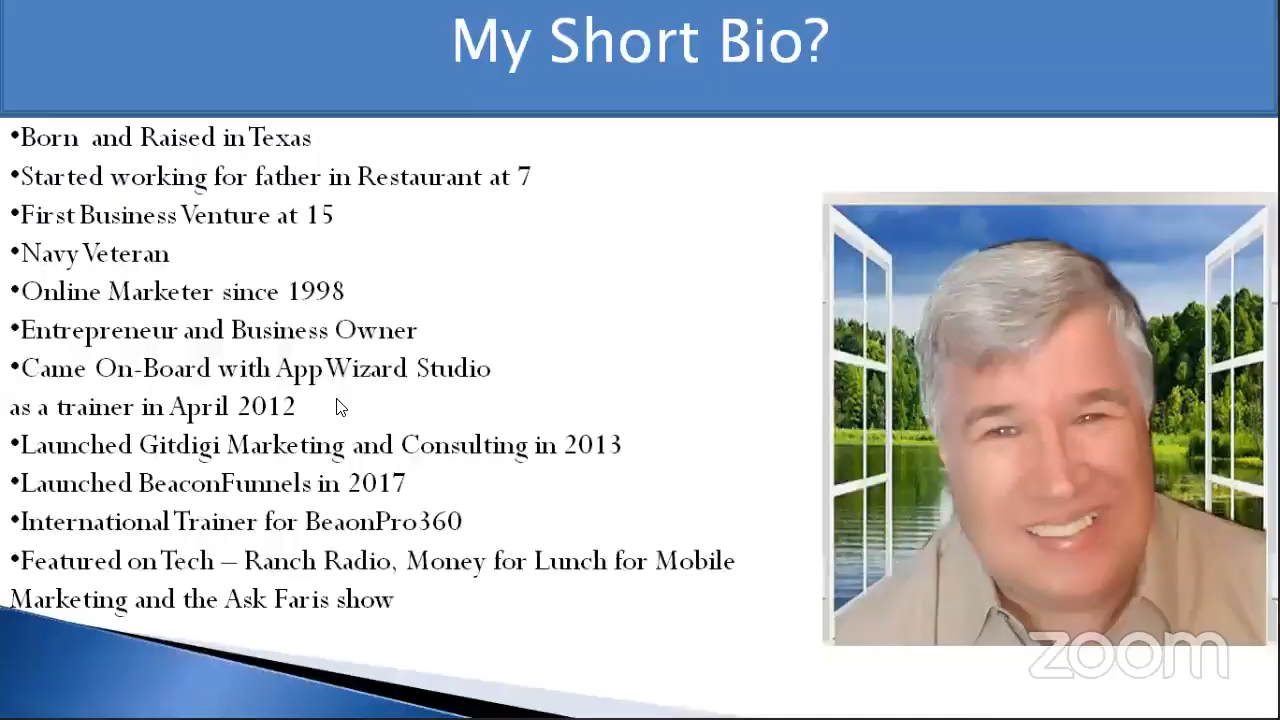 My Short Bio?
•Born and Raised in Texas
•Started working for father in Restaurant at 7
•First Business Venture at 15
•Navy Veteran
•Online Marketer since 1998
•Entrepreneur and Business Owner
•Came On-Board with App Wizard Studio
as a trainer in April 2012
•Launched Gitdigi Marketing and Consulting in 2013
•Launched BeaconFunnels in 2017
•International Trainer for BeaonPro360
•Featured on Tech – Ranch Radio, Money for Lunch for Mobile
Marketing and the Ask Faris show
zoom